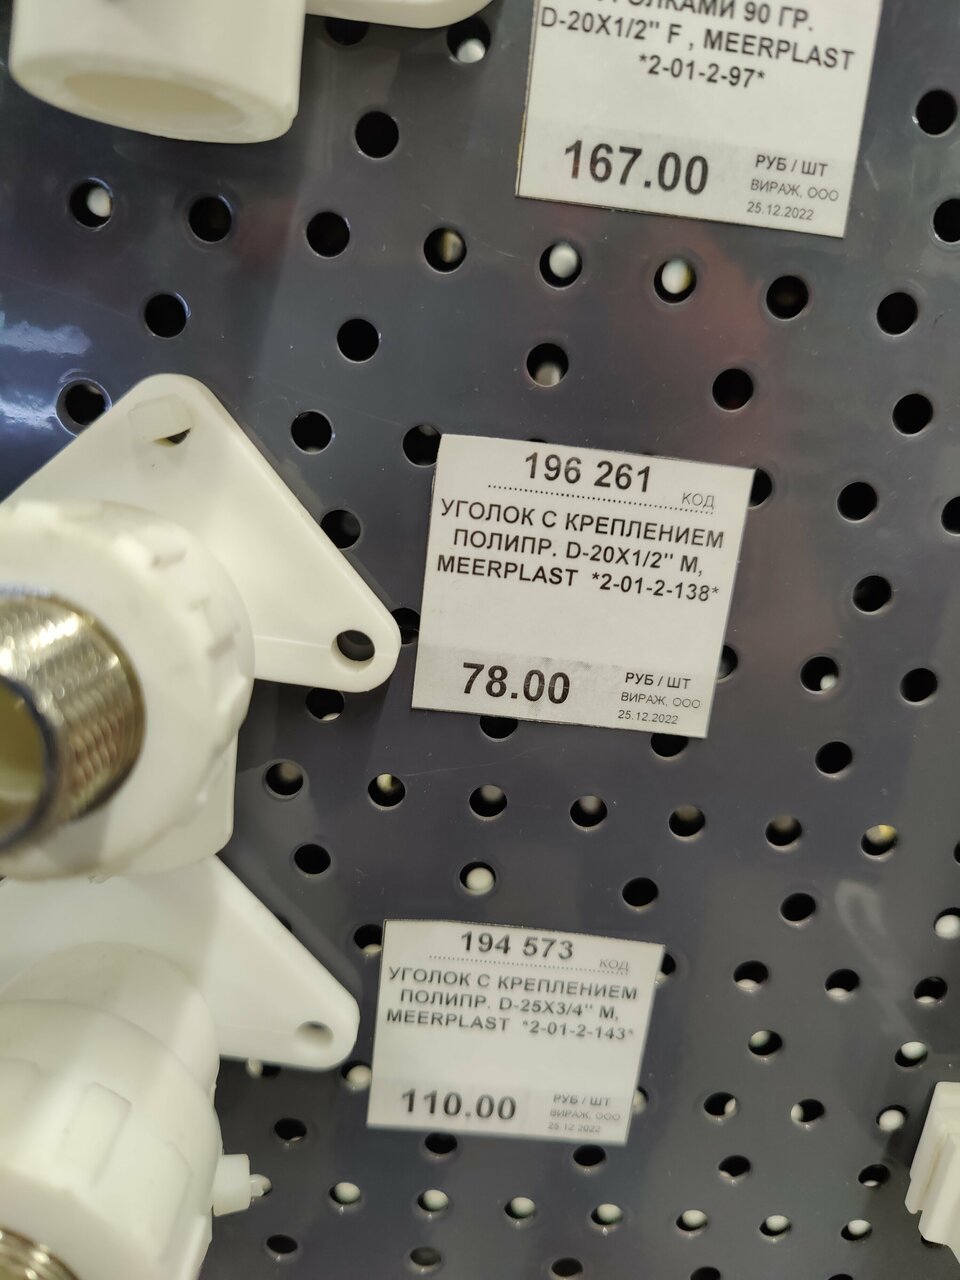 90 ГР.
D-20X1/2" F , MEERPLAST
*2-01-2-97*
167.00
РУБ / ШТ
ВИРАЖ, ООО
25.12.2022
196 261
КОД
УГОЛОК С КРЕПЛЕНИЕМ
ПОЛИПР. D-20X1/2" M,
MEERPLAST *2-01-2-138*
78.00
РУБ / ШТ
ВИРАЖ, ООО
25.12.2022
194 573
КОД
УГОЛОК С КРЕПЛЕНИЕМ
ПОЛИПР. D-25X3/4" M,
MEERPLAST *2-01-2-143*
110.00
РУБ / ШТ
ВИРАЖ, ООО
25.12.2022